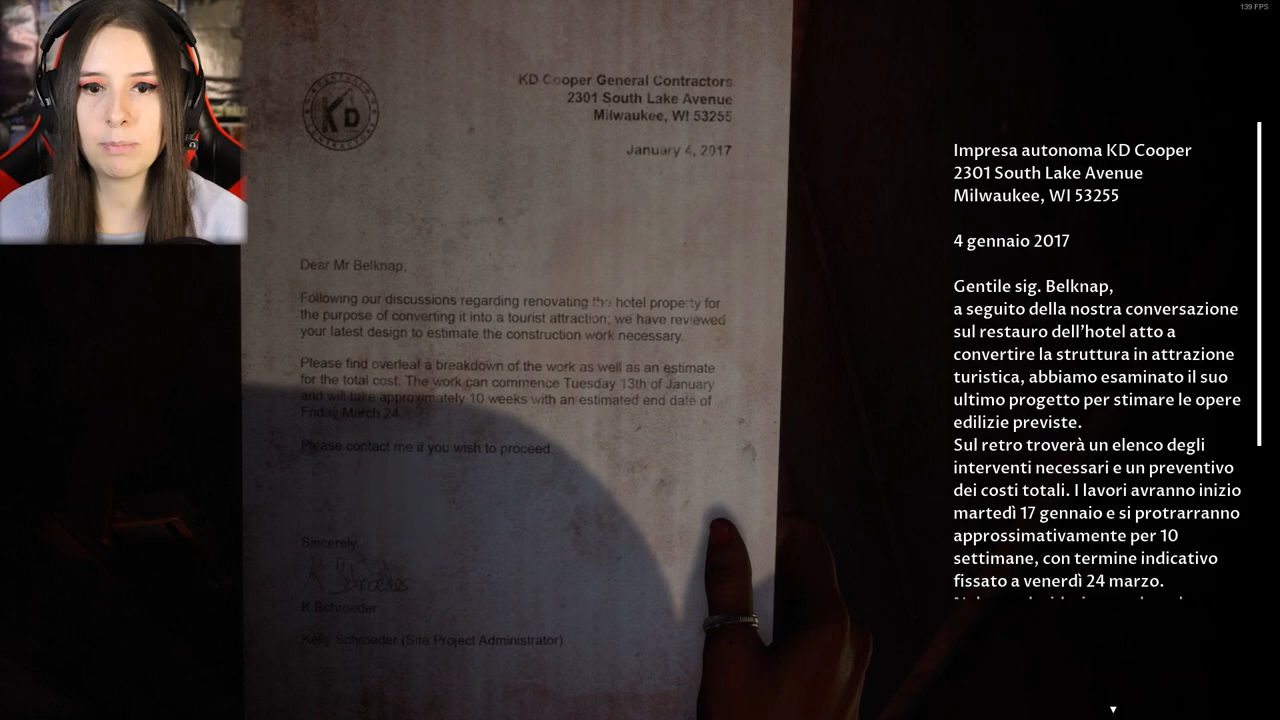 139 FPS
KD
KD Cooper General Contractors
2301 South Lake Avenue
Milwaukee, WI 53255
January 4, 2017
Dear Mr Belknap,
Following our discussions regarding renovating the hotel property for
the purpose of converting it into a tourist attraction; we have reviewed
your latest design to estimate the construction work necessary.
Please find overleaf a breakdown of the work as well as an estimate
for the total cost. The work can commence Tuesday 13th of January
and will take approximately 10 weeks with an estimated end date of
Friday March 24.
Please contact me if you wish to proceed.
Sincerely,
K Schroeder
Kelly Schroeder (Site Project Administrator)
Impresa autonoma KD Cooper
2301 South Lake Avenue
Milwaukee, WI 53255
4 gennaio 2017
Gentile sig. Belknap,
a seguito della nostra conversazione
sul restauro dell'hotel atto a
convertire la struttura in attrazione
turistica, abbiamo esaminato il suo
ultimo progetto per stimare le opere
edilizie previste.
Sul retro troverà un elenco degli
interventi necessari e un preventivo
dei costi totali. I lavori avranno inizio
martedì 17 gennaio e si protrarranno
approssimativamente per 10
settimane, con termine indicativo
fissato a venerdì 24 marzo.